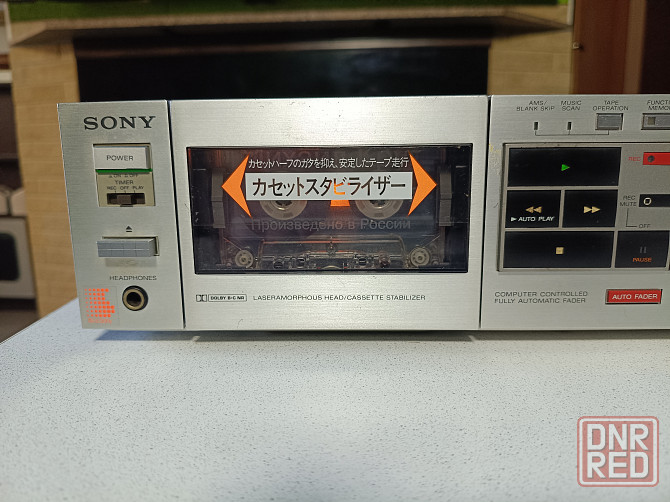 SONY
POWER
ON OFF
TIMER
REC OFF PLAY
HEADPHONES
カセットハーフのガタを抑え、安定したテープ走行
カセットスタビライザー
Произведено в России
DOLBY B-C NR
LASERAMORPHOUS HEAD/CASSETTE STABILIZER
AMS/
BLANK SKIP
MUSIC
SCAN
TAPE
OPERATION
REC
REC
MUTE
OFF
AUTO PLAY
PAUSE
COMPUTER CONTROLLED
FULLY AUTOMATIC FADER
AUTO FADER
DNR
RED